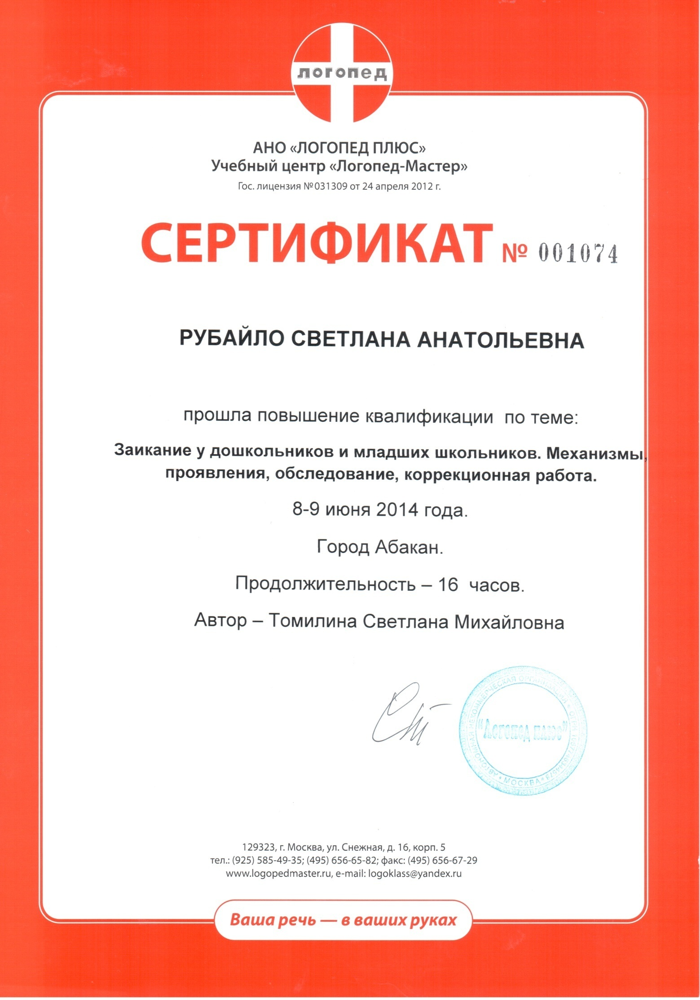 логопед
АНО «ЛОГОПЕД ПЛЮС»
Учебный центр «Логопед-Мастер»
Гос. лицензия №031309 от 24 апреля 2012 г.
СЕРТИФИКАТ № 001074
РУБАЙЛО СВЕТЛАНА АНАТОЛЬЕВНА
прошла повышение квалификации по теме:
Заикание у дошкольников и младших школьников. Механизмы,
проявления, обследование, коррекционная работа.
8-9 июня 2014 года.
Город Абакан.
Продолжительность – 16 часов.
Автор – Томилина Светлана Михайловна
АВТОНОМНАЯ НЕКОММЕРЧЕСКАЯ ОРГАНИЗАЦИЯ * ОГРН
"Логопед плюс"
* МОСКВА *
129323, г. Москва, ул. Снежная, д. 16, корп. 5
тел.: (925) 585-49-35; (495) 656-65-82; факс: (495) 656-67-29
www.logopedmaster.ru, e-mail: logoklass@yandex.ru
Ваша речь — в ваших руках